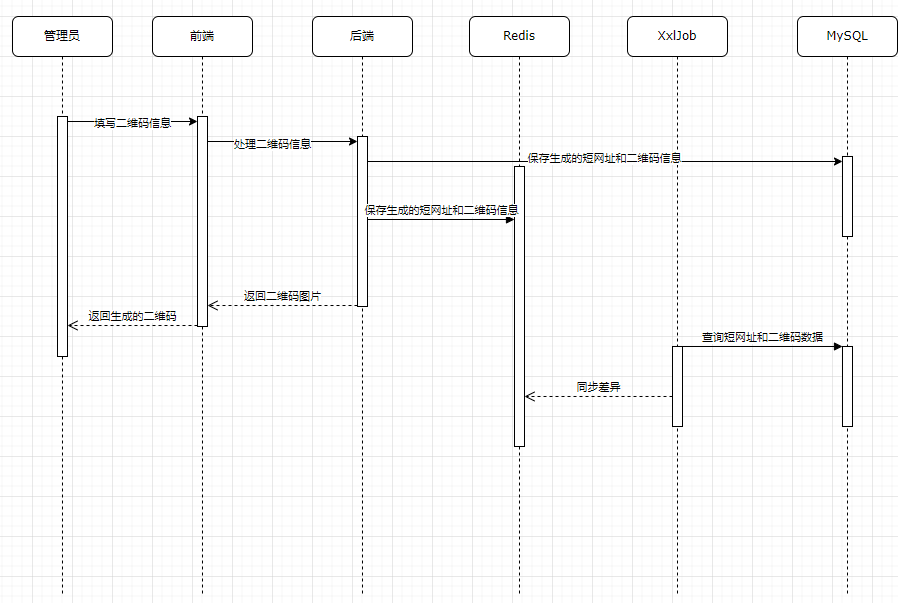 管理员
前端
后端
Redis
XxlJob
MySQL
填写二维码信息
处理二维码信息
保存生成的短网址和二维码信息
保存生成的短网址和二维码信息
返回二维码图片
返回生成的二维码
查询短网址和二维码数据
同步差异